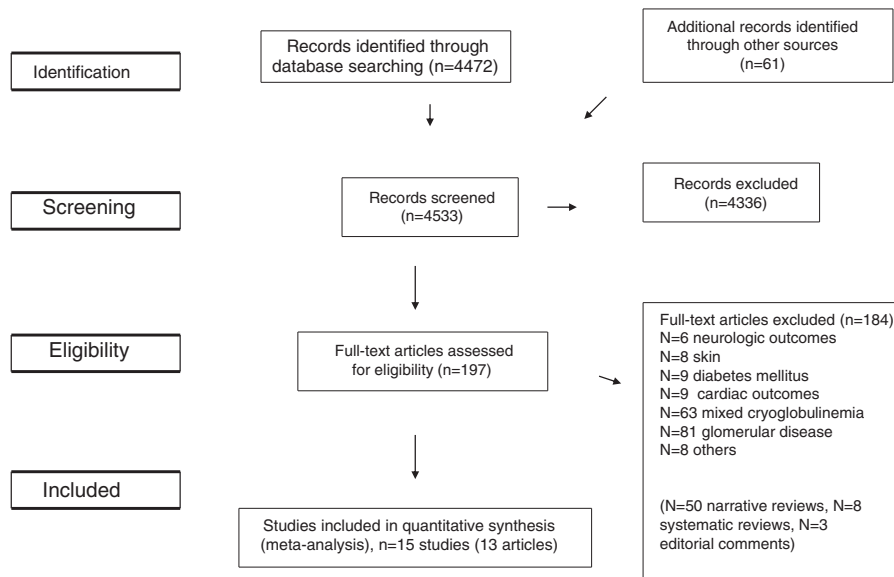 Identification
Records identified through
database searching (n=4472)
Additional records identified
through other sources
(n=61)
Screening
Records screened
(n=4533)
Records excluded
(n=4336)
Eligibility
Full-text articles assessed
for eligibility (n=197)
Full-text articles excluded (n=184)
N=6 neurologic outcomes
N=8 skin
N=9 diabetes mellitus
N=9 cardiac outcomes
N=63 mixed cryoglobulinemia
N=81 glomerular disease
N=8 others
(N=50 narrative reviews, N=8
systematic reviews, N=3
editorial comments)
Included
Studies included in quantitative synthesis
(meta-analysis), n=15 studies (13 articles)